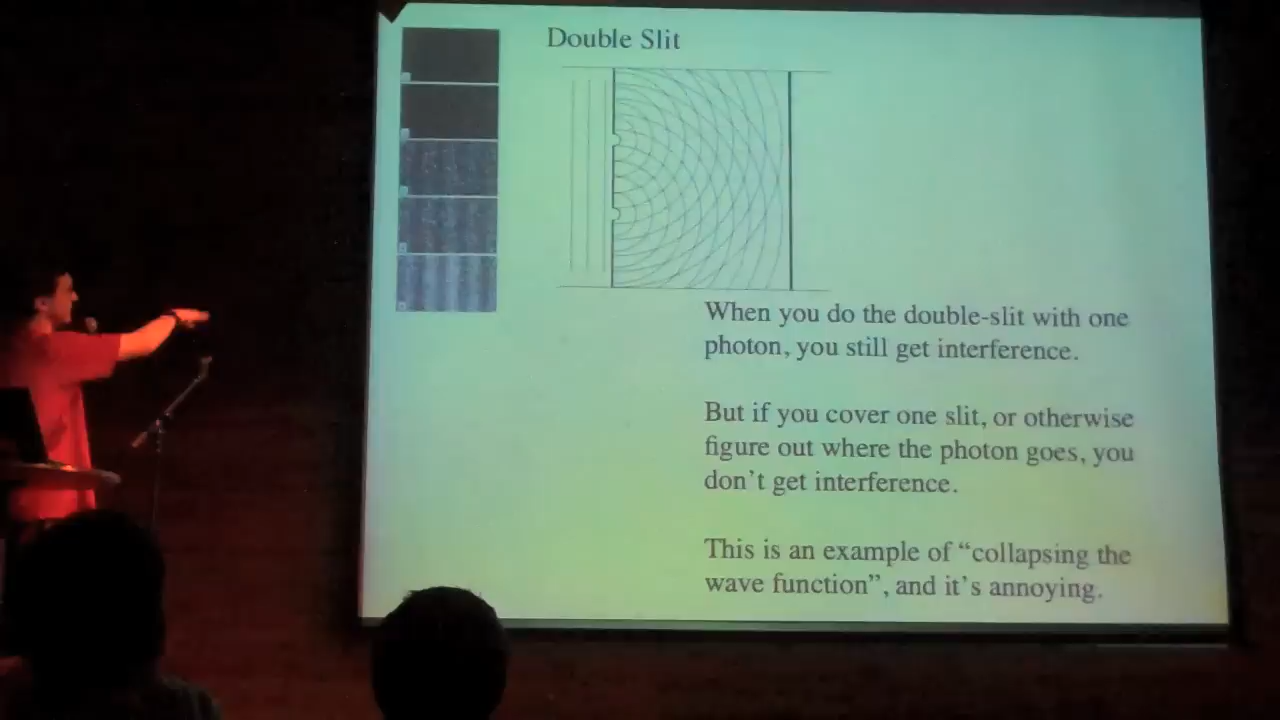 Double Slit
When you do the double-slit with one
photon, you still get interference.
But if you cover one slit, or otherwise
figure out where the photon goes, you
don't get interference.
This is an example of “collapsing the
wave function”, and it's annoying.